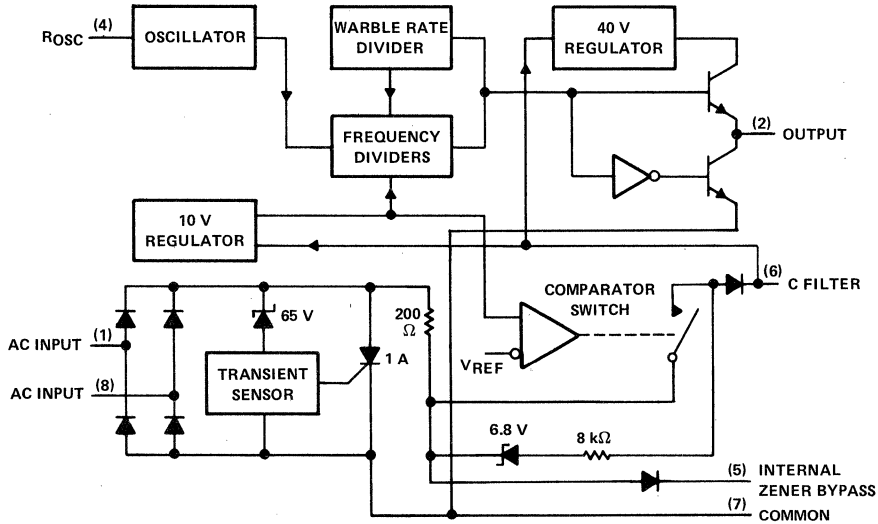 ROSC (4)
OSCILLATOR
WARBLE RATE
DIVIDER
40 V
REGULATOR
FREQUENCY
DIVIDERS
(2)
OUTPUT
10 V
REGULATOR
(6)
C FILTER
COMPARATOR
SWITCH
65 V
200
Ω
AC INPUT (1)
1 A
VREF
TRANSIENT
SENSOR
AC INPUT (8)
6.8 V
8 kΩ
(5) INTERNAL
ZENER BYPASS
(7) COMMON